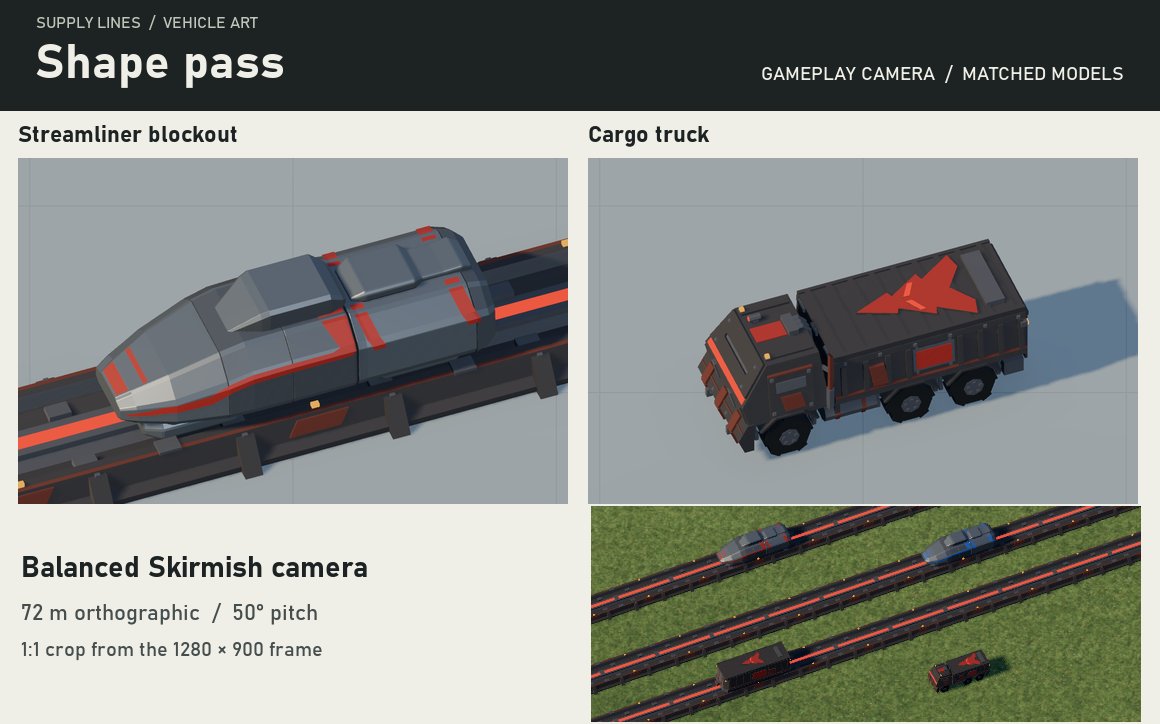 SUPPLY LINES / VEHICLE ART
Shape pass
GAMEPLAY CAMERA / MATCHED MODELS
Streamliner blockout
Cargo truck
Balanced Skirmish camera
72 m orthographic / 50° pitch
1:1 crop from the 1280 × 900 frame